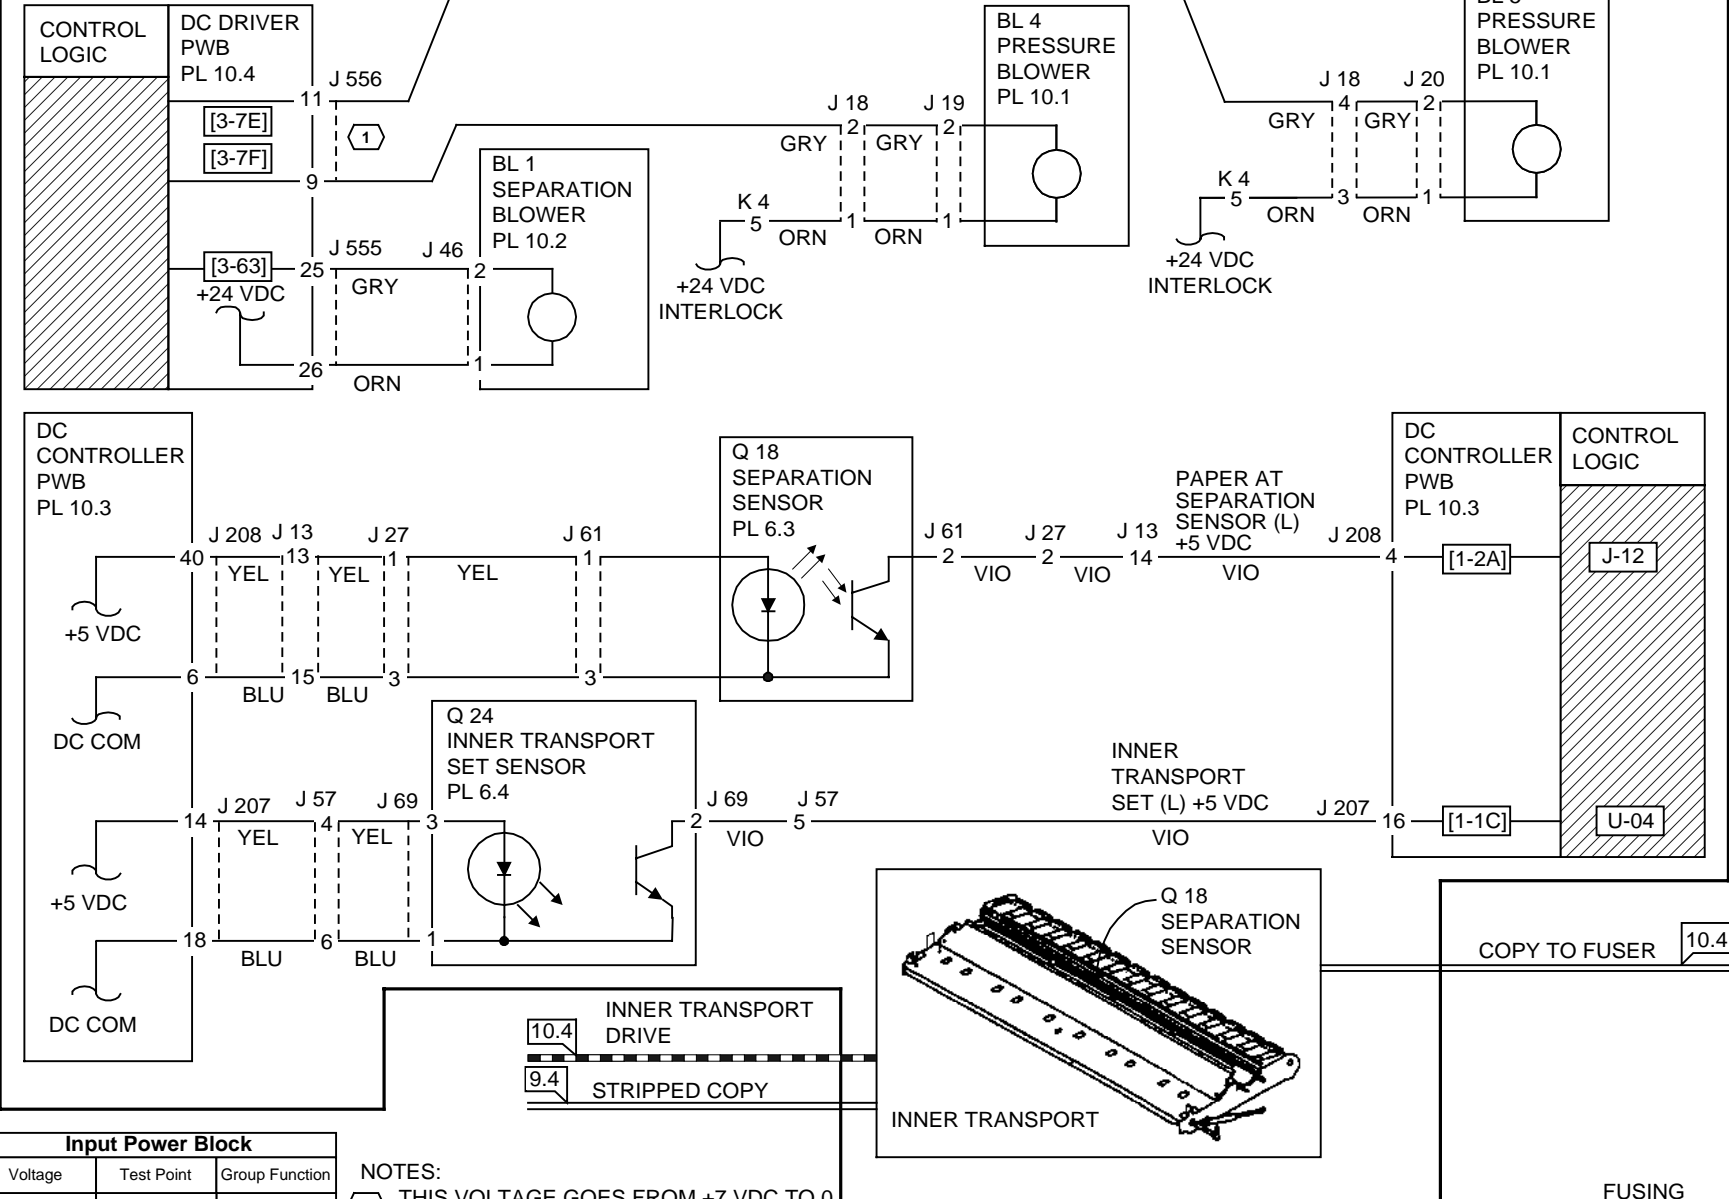 CONTROL
LOGIC
DC DRIVER
PWB
PL 10.4
J 556
11
[3-7E]
[3-7F]
1
9
BL 1
SEPARATION
BLOWER
PL 10.2
J 555
J 46
[3-63]
25
2
+24 VDC
GRY
26
ORN
1
BL 4
PRESSURE
BLOWER
PL 10.1
J 18
J 19
2
2
GRY
GRY
K 4
5
1
1
ORN
ORN
+24 VDC
INTERLOCK
PRESSURE
BLOWER
PL 10.1
J 18
J 20
4
2
GRY
GRY
K 4
5
3
1
ORN
ORN
+24 VDC
INTERLOCK
DC
CONTROLLER
PWB
PL 10.3
J 208
J 13
J 27
J 61
40
13
1
1
YEL
YEL
YEL
+5 VDC
6
15
3
3
BLU
BLU
DC COM
Q 18
SEPARATION
SENSOR
PL 6.3
J 61
J 27
J 13
2
2
14
VIO
VIO
PAPER AT
SEPARATION
SENSOR (L)
+5 VDC
VIO
J 208
4
DC
CONTROLLER
PWB
PL 10.3
CONTROL
LOGIC
[1-2A]
J-12
Q 24
INNER TRANSPORT
SET SENSOR
PL 6.4
J 207
J 57
J 69
14
4
3
YEL
YEL
+5 VDC
18
6
1
BLU
BLU
DC COM
J 69
J 57
2
5
VIO
INNER
TRANSPORT
SET (L) +5 VDC
VIO
J 207
16
[1-1C]
U-04
Q 18
SEPARATION
SENSOR
INNER TRANSPORT
COPY TO FUSER
10.4
INNER TRANSPORT
DRIVE
10.4
9.4
STRIPPED COPY
Input Power Block
Voltage
Test Point
Group Function
NOTES:
THIS VOLTAGE GOES FROM +7 VDC TO 0
FUSING